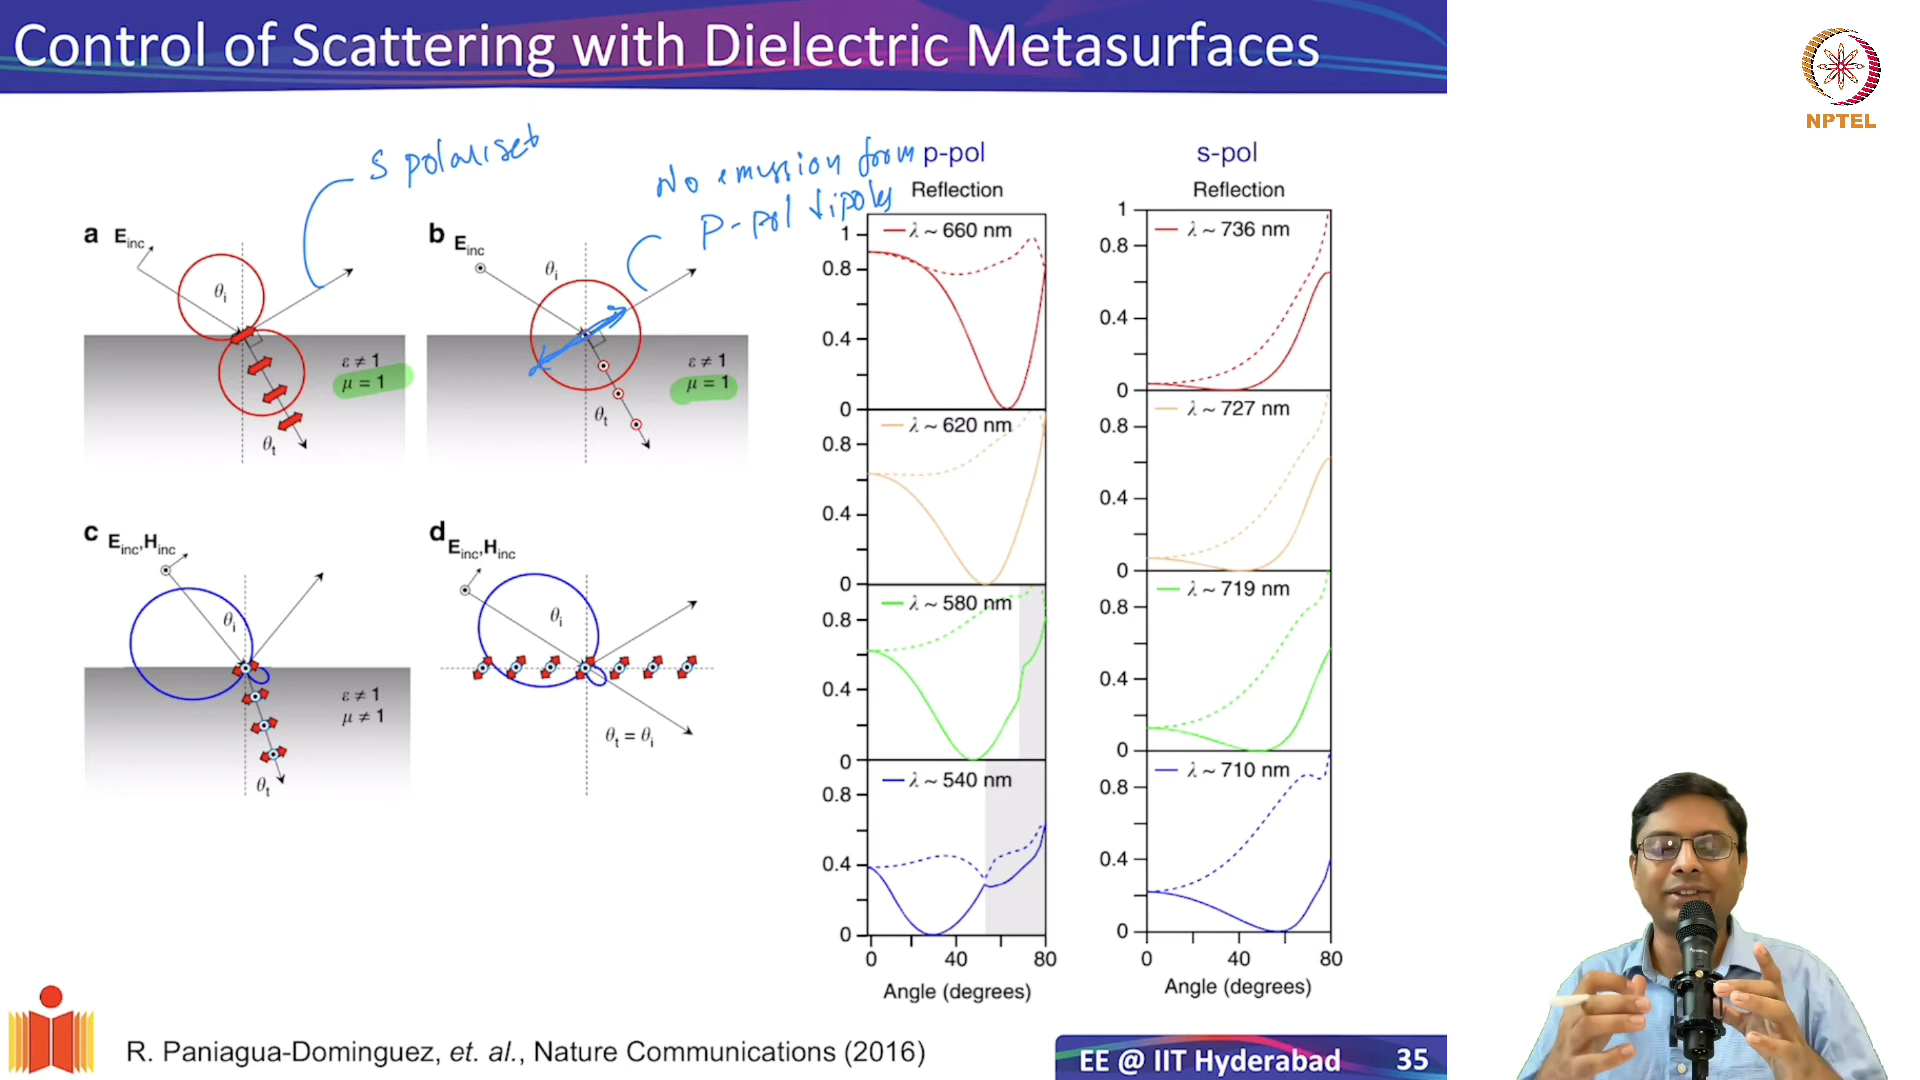 Control of Scattering with Dielectric Metasurfaces
NPTEL
S polarised
No emission from
p-pol dipoles
a
E_inc
θ_i
ε ≠ 1
μ = 1
θ_t
b
E_inc
θ_i
ε ≠ 1
μ = 1
θ_t
c
E_inc,H_inc
θ_i
ε ≠ 1
μ ≠ 1
θ_t
d
E_inc,H_inc
θ_i
θ_t = θ_i
p-pol
Reflection
λ ~ 660 nm
1
0.8
0.4
0
λ ~ 620 nm
0.8
0.4
0
λ ~ 580 nm
0.8
0.4
0
λ ~ 540 nm
0.8
0.4
0
0 40 80
Angle (degrees)
s-pol
Reflection
1
λ ~ 736 nm
0.8
0.4
0
λ ~ 727 nm
0.8
0.4
0
λ ~ 719 nm
0.8
0.4
0
λ ~ 710 nm
0.8
0.4
0
0 40 80
Angle (degrees)
R. Paniagua-Dominguez, et. al., Nature Communications (2016)
EE @ IIT Hyderabad 35